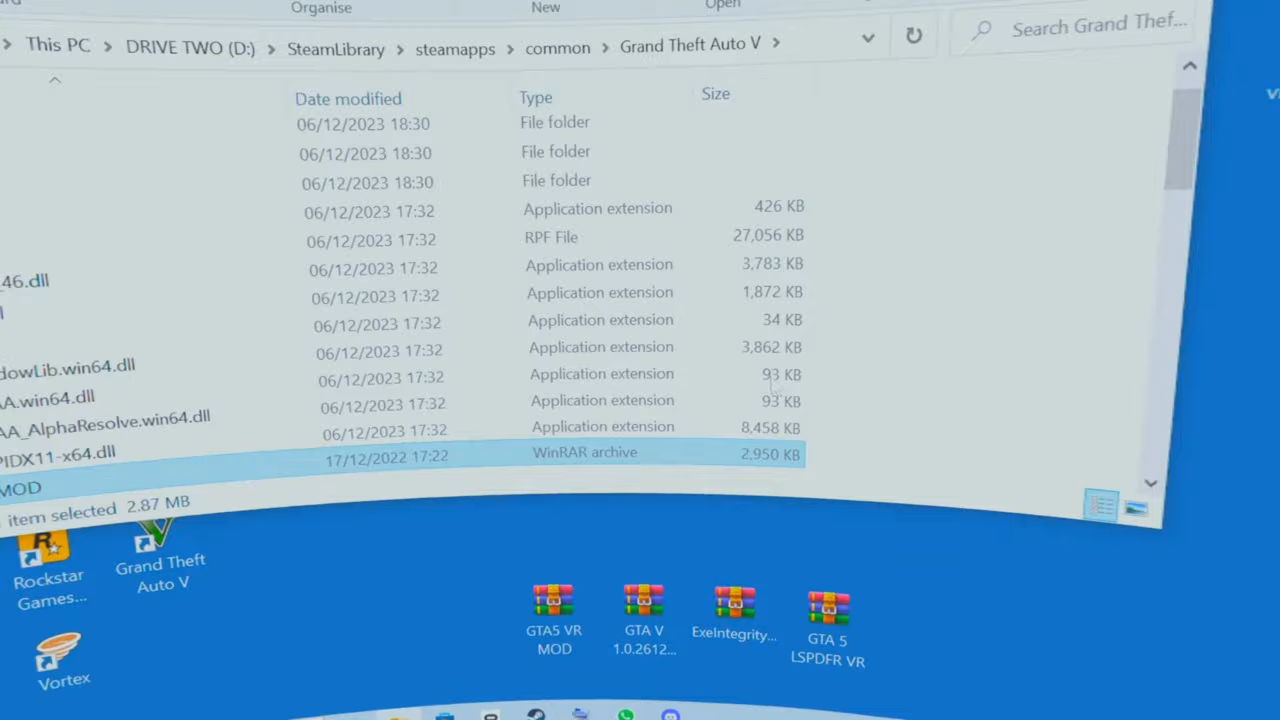 Organise New Open
> This PC > DRIVE TWO (D:) > SteamLibrary > steamapps > common > Grand Theft Auto V > Search Grand Thef...
Date modified Type Size
06/12/2023 18:30 File folder
06/12/2023 18:30 File folder
06/12/2023 18:30 File folder
06/12/2023 17:32 Application extension 426 KB
06/12/2023 17:32 RPF File 27,056 KB
_46.dll 06/12/2023 17:32 Application extension 3,783 KB
06/12/2023 17:32 Application extension 1,872 KB
06/12/2023 17:32 Application extension 34 KB
dowLib.win64.dll 06/12/2023 17:32 Application extension 3,862 KB
A.win64.dll 06/12/2023 17:32 Application extension 93 KB
AA_AlphaResolve.win64.dll 06/12/2023 17:32 Application extension 93 KB
PIDX11-x64.dll 06/12/2023 17:32 Application extension 8,458 KB
MOD 17/12/2022 17:22 WinRAR archive 2,950 KB
item selected 2.87 MB
Rockstar
Games...
Grand Theft
Auto V
GTA5 VR
MOD
GTA V
1.0.2612...
ExeIntegrity...
GTA 5
LSPDFR VR
Vortex